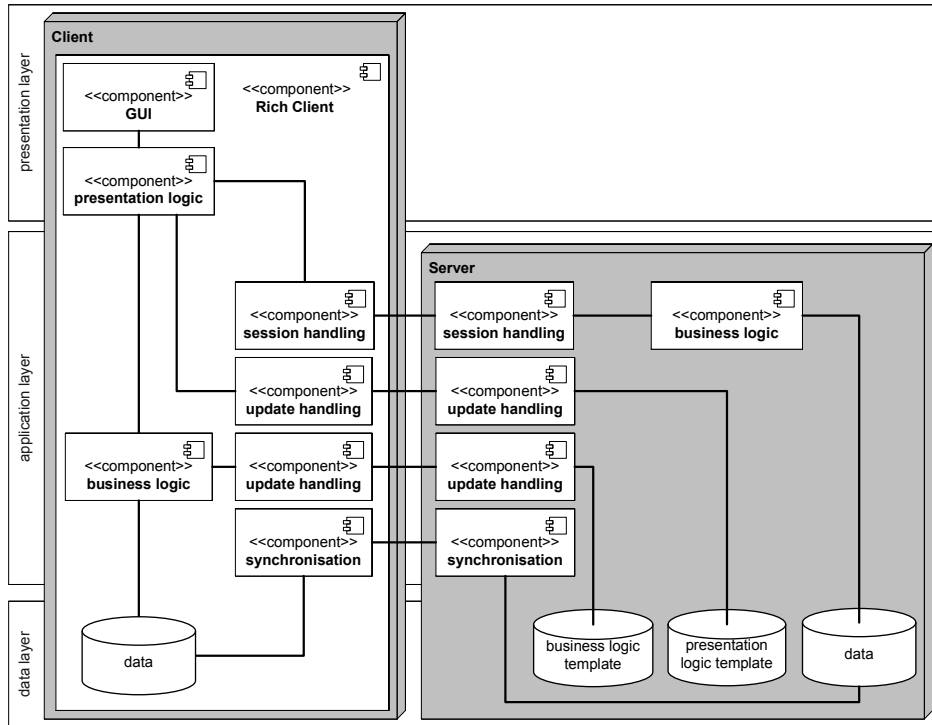 Client
presentation layer
<<component>>
GUI
<<component>>
Rich Client
<<component>>
presentation logic
application layer
Server
<<component>>
session handling
<<component>>
session handling
<<component>>
business logic
<<component>>
update handling
<<component>>
update handling
<<component>>
business logic
<<component>>
update handling
<<component>>
update handling
<<component>>
synchronisation
<<component>>
synchronisation
data layer
data
business logic
template
presentation
logic template
data